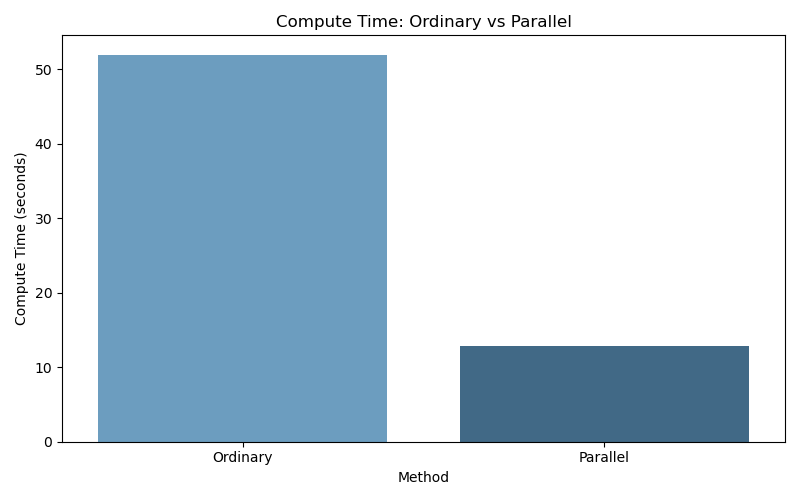 Compute Time: Ordinary vs Parallel
Compute Time (seconds)
50
40
30
20
10
0
Ordinary
Parallel
Method